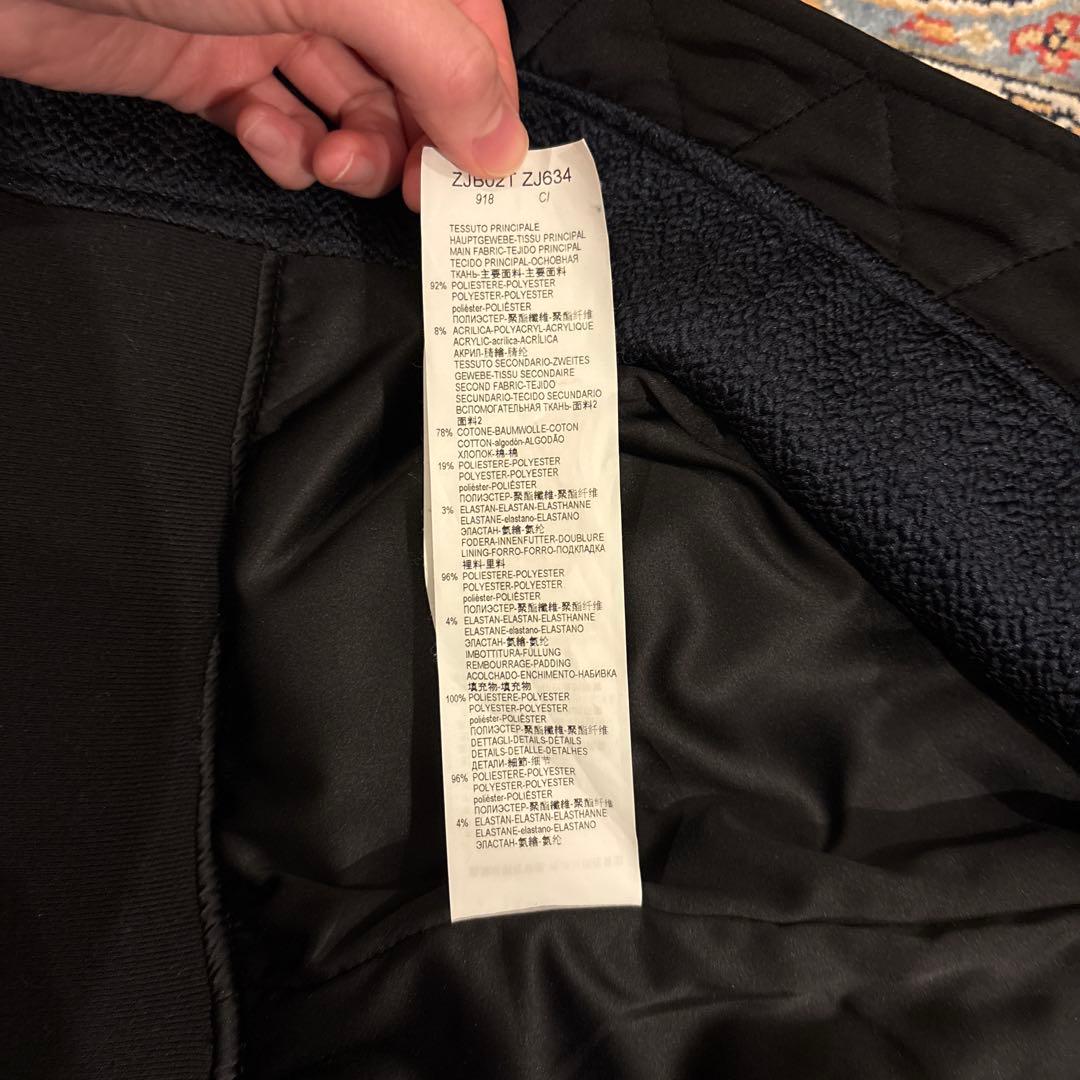 ZJB02T ZJ634
918 CI
TESSUTO PRINCIPALE
HAUPTGEWEBE-TISSU PRINCIPAL
MAIN FABRIC-TEJIDO PRINCIPAL
TECIDO PRINCIPAL-ОСНОВНАЯ
ТКАНЬ-主要面料-主要面料
92% POLIESTERE-POLYESTER
POLYESTER-POLYESTER
poliéster-POLIÉSTER
ПОЛИЭСТЕР-聚酯纖維-聚酯纤维
8% ACRILICA-POLYACRYL-ACRYLIQUE
ACRYLIC-acrílica-ACRÍLICA
АКРИЛ-
TESSUTO SECONDARIO-ZWEITES
GEWEBE-TISSU SECONDAIRE
SECOND FABRIC-TEJIDO
SECUNDARIO-TECIDO SECUNDARIO
ВСПОМОГАТЕЛЬНАЯ ТКАНЬ-面料2
面料2
78% COTONE-BAUMWOLLE-COTON
COTTON-algodón-ALGODÃO
ХЛОПОК-棉-棉
19% POLIESTERE-POLYESTER
POLYESTER-POLYESTER
poliéster-POLIÉSTER
ПОЛИЭСТЕР-聚酯纖維-聚酯纤维
3% ELASTAN-ELASTAN-ELASTHANNE
ELASTANE-elastano-ELASTANO
ЭЛАСТАН-氨綸-氨纶
FODERA-INNENFUTTER-DOUBLURE
LINING-FORRO-FORRO-ПОДКЛАДКА
裡料-里料
96% POLIESTERE-POLYESTER
POLYESTER-POLYESTER
poliéster-POLIÉSTER
ПОЛИЭСТЕР-聚酯纖維-聚酯纤维
4% ELASTAN-ELASTAN-ELASTHANNE
ELASTANE-elastano-ELASTANO
ЭЛАСТАН-氨綸-氨纶
IMBOTTITURA-FÜLLUNG
REMBOURRAGE-PADDING
ACOLCHADO-ENCHIMENTO-НАБИВКА
填充物-填充物
100% POLIESTERE-POLYESTER
POLYESTER-POLYESTER
poliéster-POLIÉSTER
ПОЛИЭСТЕР-聚酯纖維-聚酯纤维
DETTAGLI-DETAILS-DÉTAILS
DETAILS-DETALLE-DETALHES
ДЕТАЛИ-細節-细节
96% POLIESTERE-POLYESTER
POLYESTER-POLYESTER
poliéster-POLIÉSTER
ПОЛИЭСТЕР-聚酯纖維-聚酯纤维
4% ELASTAN-ELASTAN-ELASTHANNE
ELASTANE-elastano-ELASTANO
ЭЛАСТАН-氨綸-氨纶